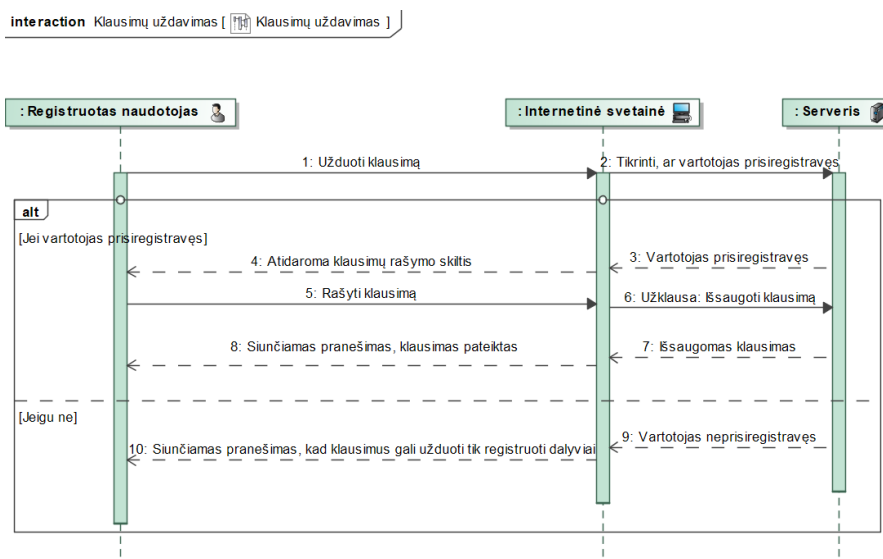 interaction Klausimų uždavimas [ Klausimų uždavimas ]
: Registruotas naudotojas
: Internetinė svetainė
: Serveris
1: Užduoti klausimą
2: Tikrinti, ar vartotojas prisiregistravęs
alt
[Jei vartotojas prisiregistravęs]
3: Vartotojas prisiregistravęs
4: Atidaroma klausimų rašymo skiltis
5: Rašyti klausimą
6: Užklausa: Išsaugoti klausimą
7: Išsaugomas klausimas
8: Siunčiamas pranešimas, klausimas pateiktas
[Jeigu ne]
9: Vartotojas neprisiregistravęs
10: Siunčiamas pranešimas, kad klausimus gali užduoti tik registruoti dalyviai